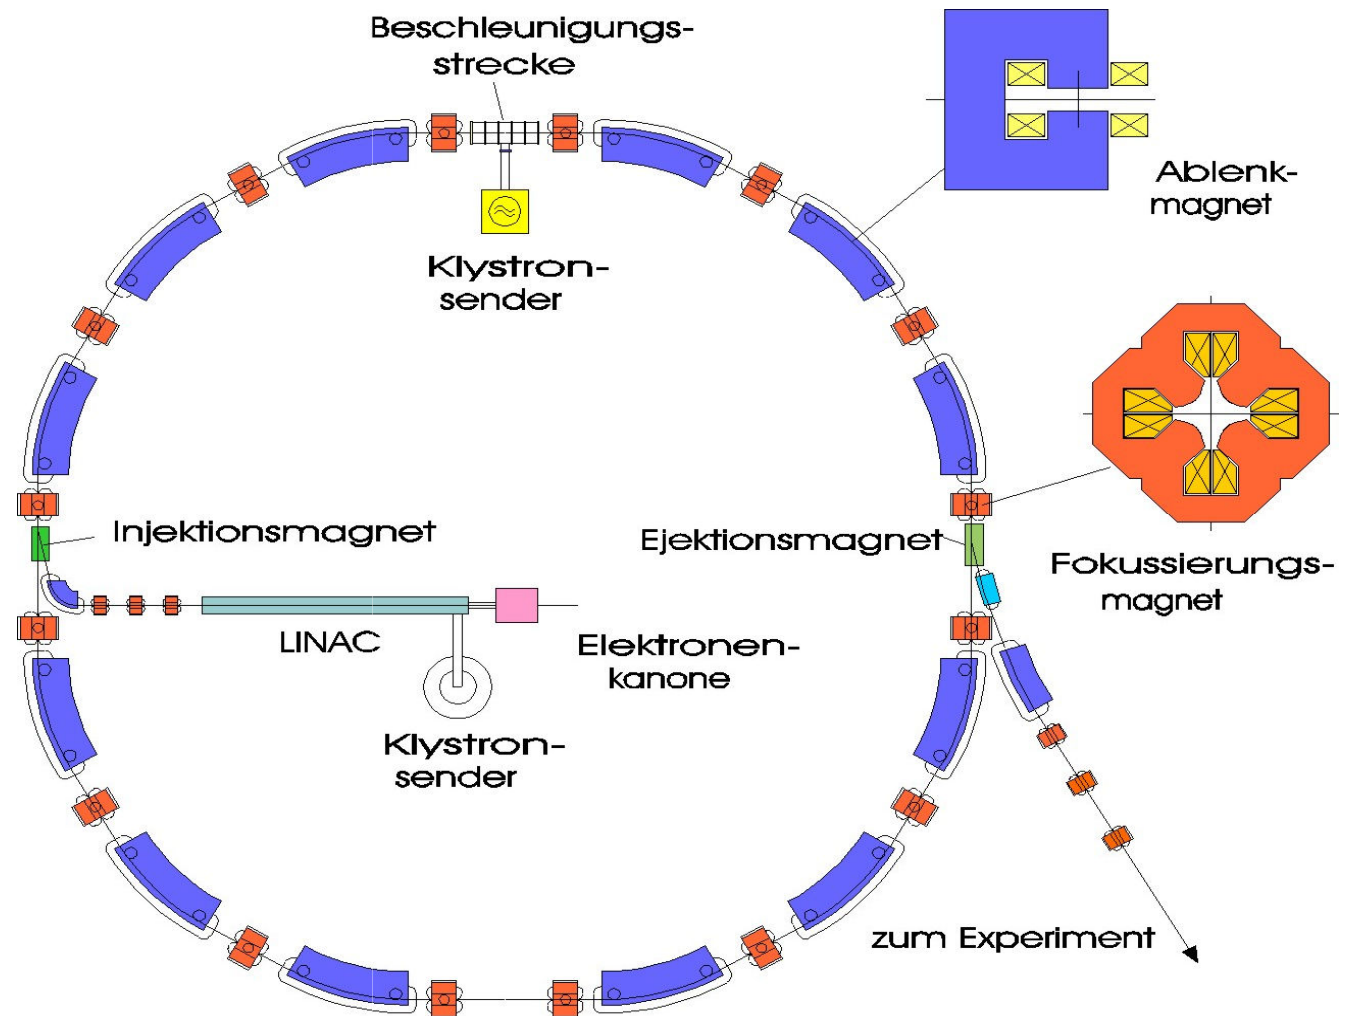 Beschleunigungs-
strecke
Ablenk-
magnet
Klystron-
sender
Injektionsmagnet
Ejektionsmagnet
Fokussierungs-
magnet
LINAC
Elektronen-
kanone
Klystron-
sender
zum Experiment